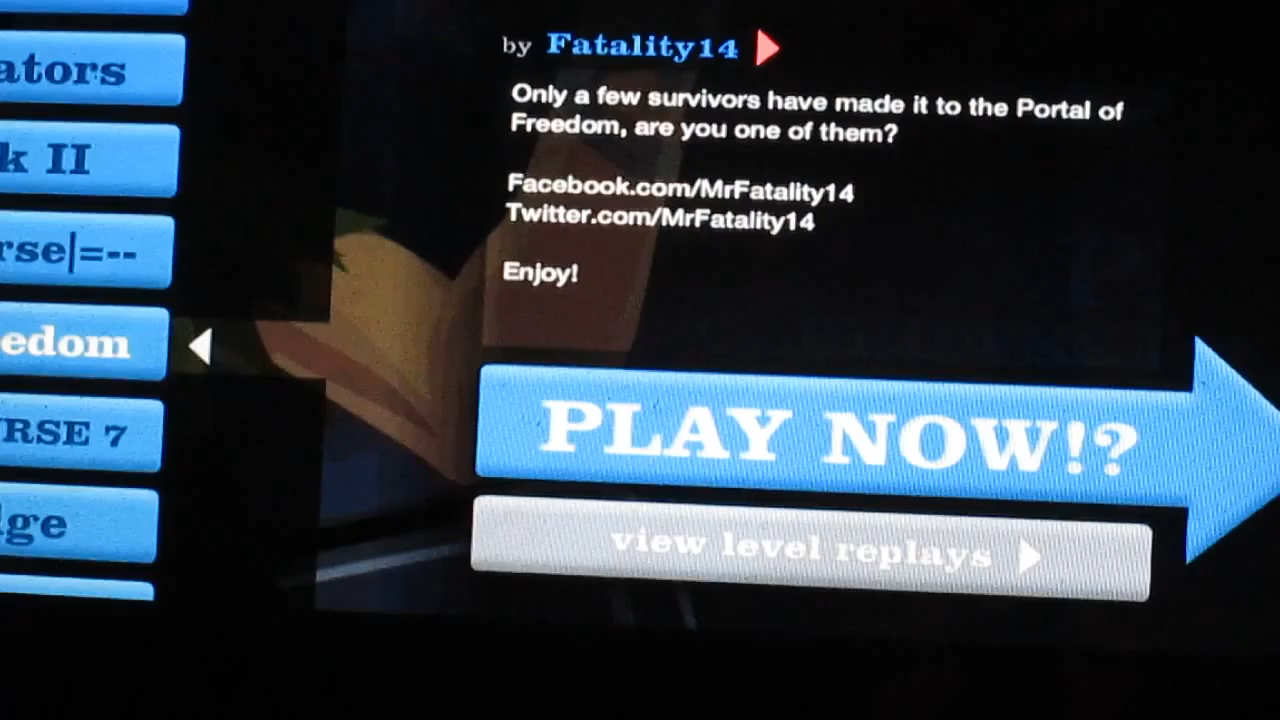 ators
k II
rse|=--
edom
RSE 7
lge
by Fatality14
Only a few survivors have made it to the Portal of
Freedom, are you one of them?
Facebook.com/MrFatality14
Twitter.com/MrFatality14
Enjoy!
PLAY NOW!?
view level replays